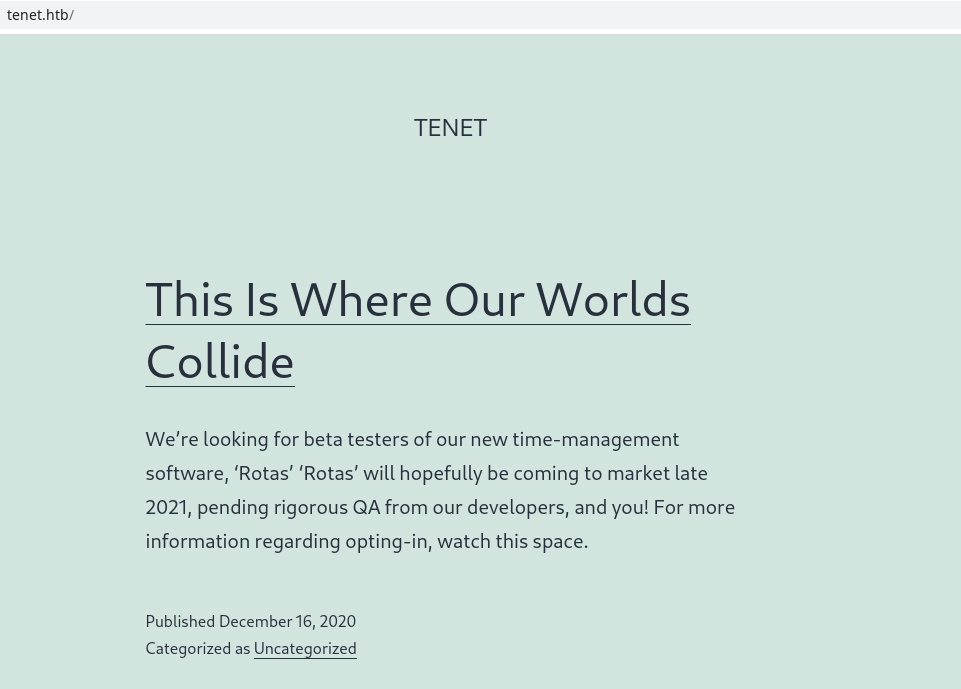 tenet.htb/
TENET
This Is Where Our Worlds
Collide
We’re looking for beta testers of our new time-management
software, ‘Rotas’ ‘Rotas’ will hopefully be coming to market late
2021, pending rigorous QA from our developers, and you! For more
information regarding opting-in, watch this space.
Published December 16, 2020
Categorized as Uncategorized